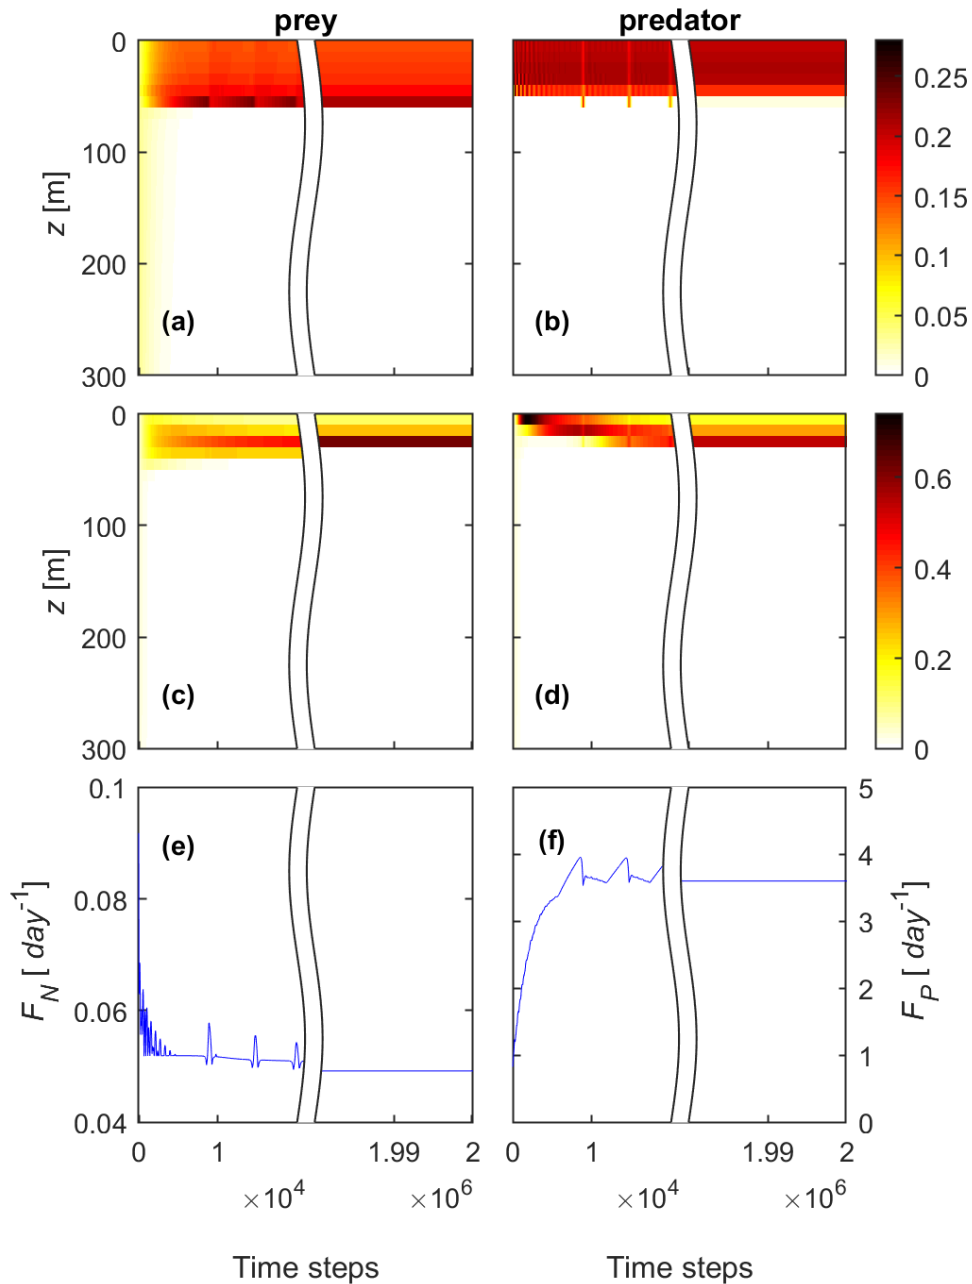 prey predator
0
100
200
300
z [m]
(a)
(b)
0.25
0.2
0.15
0.1
0.05
0
0
100
200
300
z [m]
(c)
(d)
0.6
0.4
0.2
0
0.1
0.08
0.06
0.04
F_N [ day^-1]
(e)
(f)
5
4
3
2
1
0
F_P [ day^-1]
0 1 1.99 2 0 1 1.99 2
×10^4 ×10^6 ×10^4 ×10^6
Time steps Time steps